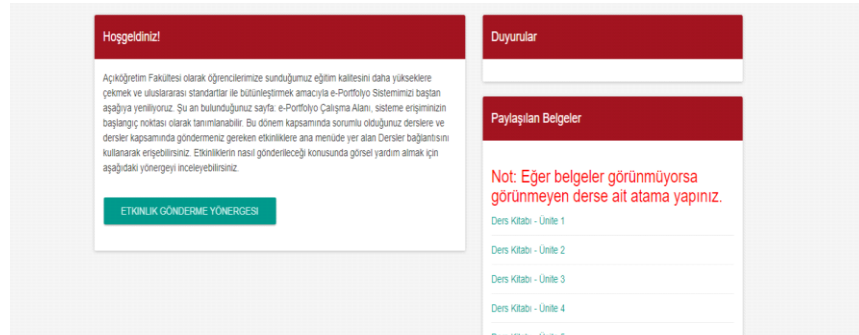 Hoşgeldiniz!
Açıköğretim Fakültesi olarak öğrencilerimize sunduğumuz eğitim kalitesini daha yükseklere
çekmek ve uluslararası standartlar ile bütünleştirmek amacıyla e-Portfolyo Sistemimizi baştan
aşağıya yeniliyoruz. Şu an bulunduğunuz sayfa: e-Portfolyo Çalışma Alanı, sisteme erişiminizin
başlangıç noktası olarak tanımlanabilir. Bu dönem kapsamında sorumlu olduğunuz derslere ve
dersler kapsamında göndermeniz gereken etkinliklere ana menüde yer alan Dersler bağlantısını
kullanarak erişebilirsiniz. Etkinliklerin nasıl gönderileceği konusunda görsel yardım almak için
aşağıdaki yönergeyi inceleyebilirsiniz.
ETKINLIK GÖNDERME YÖNERGESI
Duyurular
Paylaşılan Belgeler
Not: Eğer belgeler görünmüyorsa
görünmeyen derse ait atama yapınız.
Ders Kitabı - Ünite 1
Ders Kitabı - Ünite 2
Ders Kitabı - Ünite 3
Ders Kitabı - Ünite 4